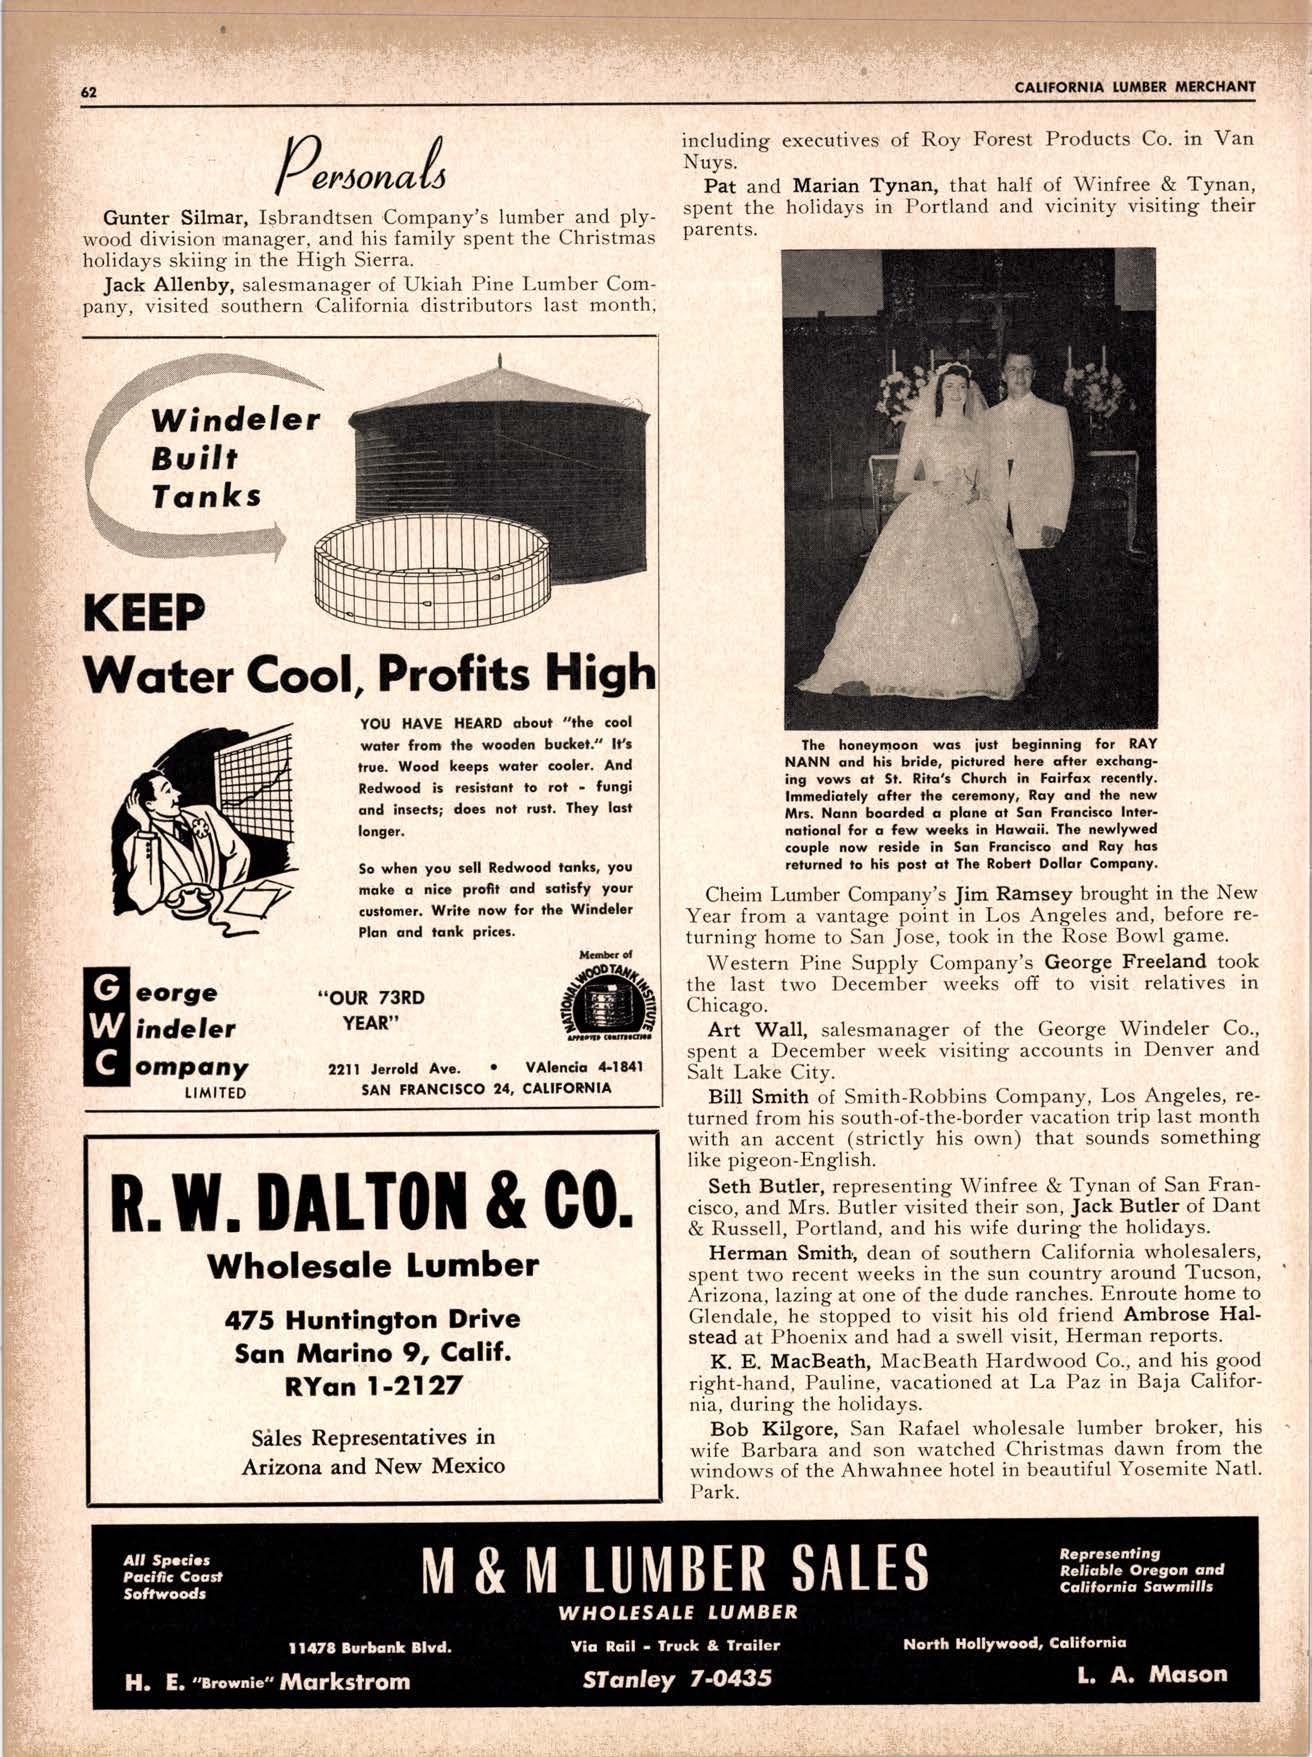 62
CALIFORNIA LUMBER MERCHANT
Personals
Gunter Silmar, Isbrandtsen Company's lumber and ply-
wood division manager, and his family spent the Christmas
holidays skiing in the High Sierra.
Jack Allenby, salesmanager of Ukiah Pine Lumber Com-
pany, visited southern California distributors last month,
Windeler
Built
Tanks
KEEP
Water Cool, Profits High
YOU HAVE HEARD about "the cool
water from the wooden bucket." It's
true. Wood keeps water cooler. And
Redwood is resistant to rot - fungi
and insects; does not rust. They last
longer.
So when you sell Redwood tanks, you
make a nice profit and satisfy your
customer. Write now for the Windeler
Plan and tank prices.
Member of
NATIONAL WOOD TANK INSTITUTE
APPROVED CONSTRUCTION
George
Windeler
Company
LIMITED
"OUR 73RD
YEAR"
2211 Jerrold Ave. • VAlencia 4-1841
SAN FRANCISCO 24, CALIFORNIA
R. W. DALTON & CO.
Wholesale Lumber
475 Huntington Drive
San Marino 9, Calif.
RYan 1-2127
Sales Representatives in
Arizona and New Mexico
including executives of Roy Forest Products Co. in Van
Nuys.
Pat and Marian Tynan, that half of Winfree & Tynan,
spent the holidays in Portland and vicinity visiting their
parents.
The honeymoon was just beginning for RAY
NANN and his bride, pictured here after exchang-
ing vows at St. Rita's Church in Fairfax recently.
Immediately after the ceremony, Ray and the new
Mrs. Nann boarded a plane at San Francisco Inter-
national for a few weeks in Hawaii. The newlywed
couple now reside in San Francisco and Ray has
returned to his post at The Robert Dollar Company.
Cheim Lumber Company's Jim Ramsey brought in the New
Year from a vantage point in Los Angeles and, before re-
turning home to San Jose, took in the Rose Bowl game.
Western Pine Supply Company's George Freeland took
the last two December weeks off to visit relatives in
Chicago.
Art Wall, salesmanager of the George Windeler Co.,
spent a December week visiting accounts in Denver and
Salt Lake City.
Bill Smith of Smith-Robbins Company, Los Angeles, re-
turned from his south-of-the-border vacation trip last month
with an accent (strictly his own) that sounds something
like pigeon-English.
Seth Butler, representing Winfree & Tynan of San Fran-
cisco, and Mrs. Butler visited their son, Jack Butler of Dant
& Russell, Portland, and his wife during the holidays.
Herman Smith, dean of southern California wholesalers,
spent two recent weeks in the sun country around Tucson,
Arizona, lazing at one of the dude ranches. Enroute home to
Glendale, he stopped to visit his old friend Ambrose Hal-
stead at Phoenix and had a swell visit, Herman reports.
K. E. MacBeath, MacBeath Hardwood Co., and his good
right-hand, Pauline, vacationed at La Paz in Baja Califor-
nia, during the holidays.
Bob Kilgore, San Rafael wholesale lumber broker, his
wife Barbara and son watched Christmas dawn from the
windows of the Ahwahnee hotel in beautiful Yosemite Natl.
Park.
All Species
Pacific Coast
Softwoods
M & M LUMBER SALES
WHOLESALE LUMBER
Representing
Reliable Oregon and
California Sawmills
11478 Burbank Blvd. Via Rail - Truck & Trailer North Hollywood, California
H. E. "Brownie" Markstrom STanley 7-0435 L. A. Mason